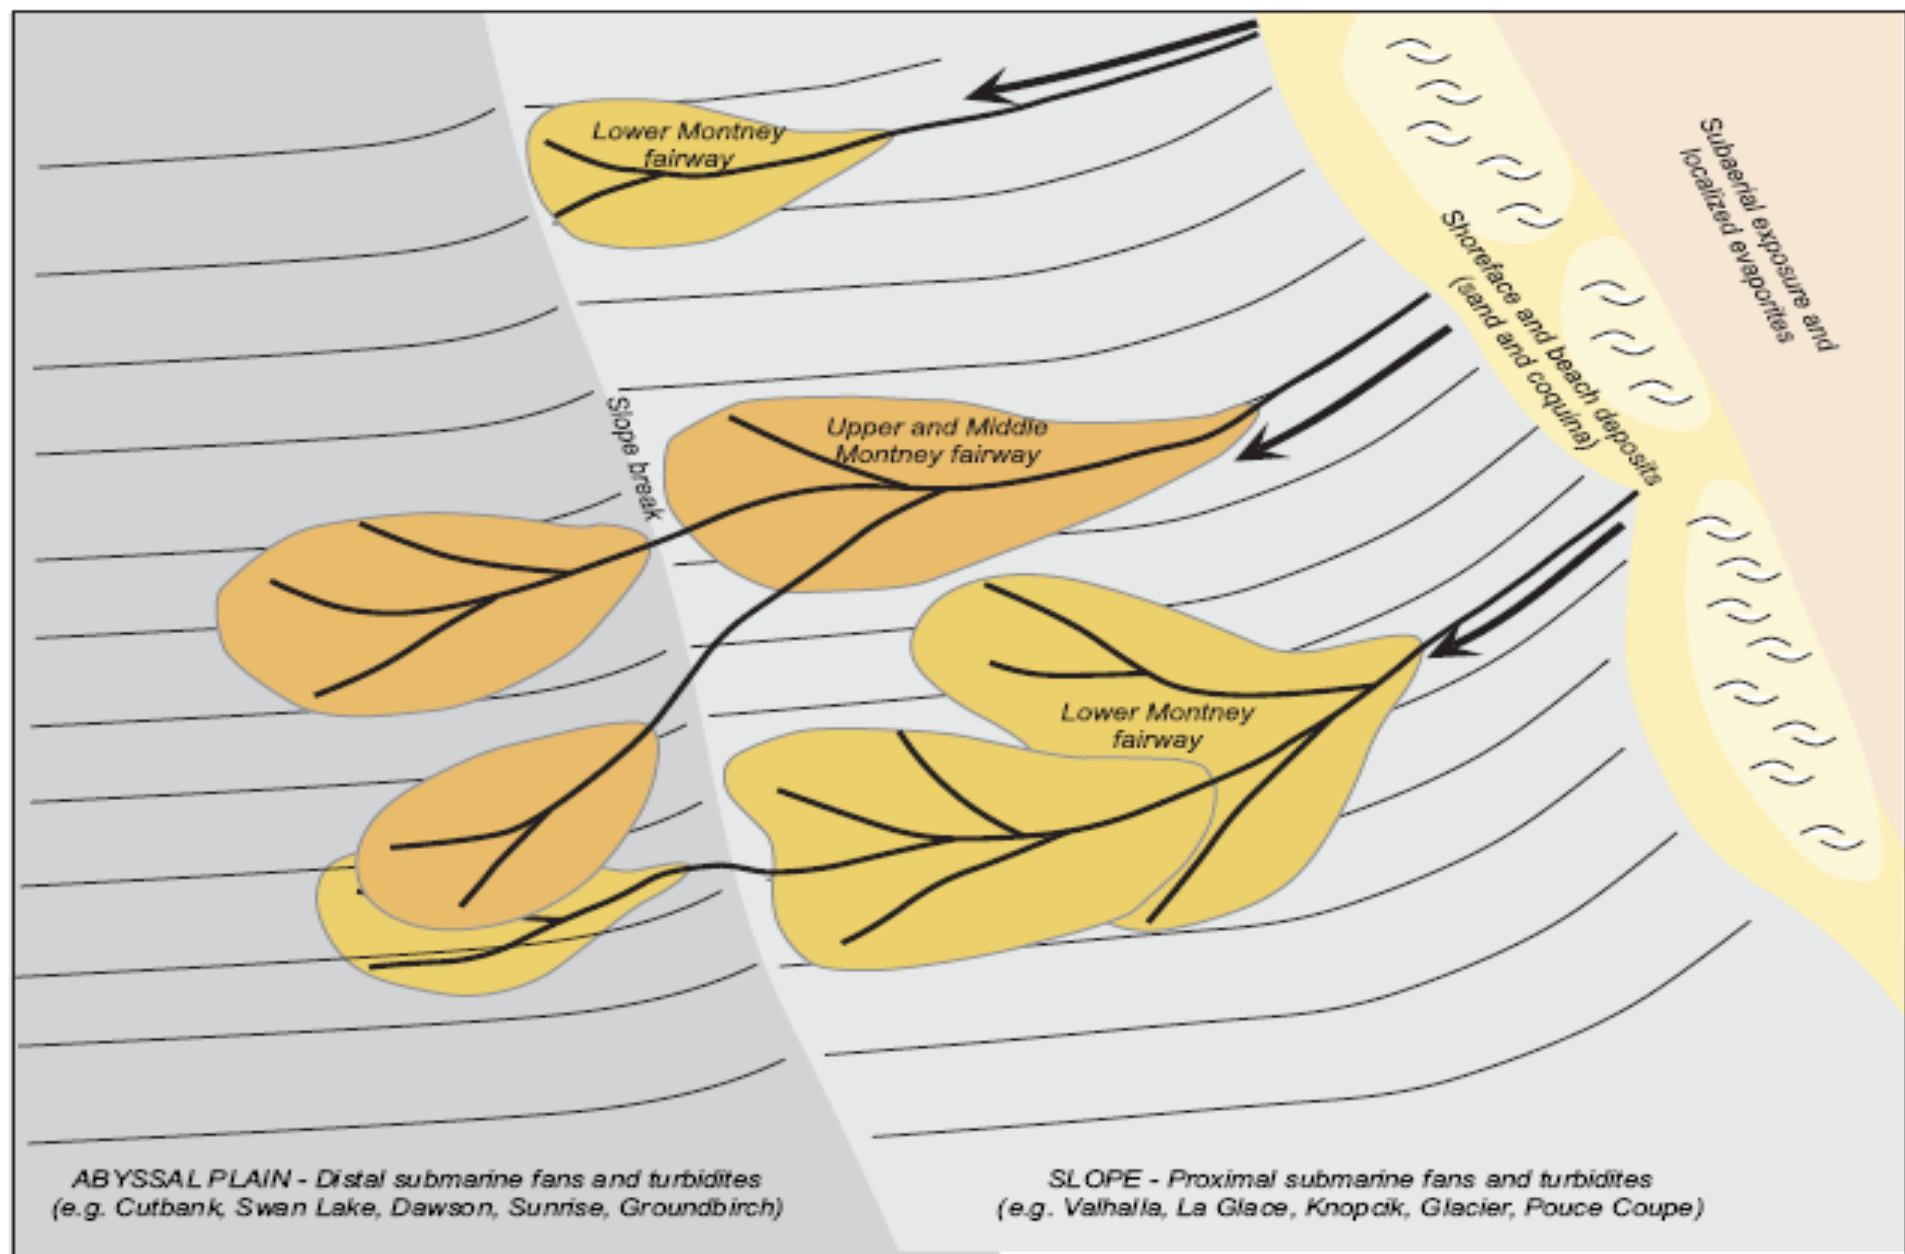 Lower Montney
fairway
Subaerial exposure and
localized evaporites
Shoreface and beach deposits
(sand and coquina)
Slope break
Upper and Middle
Montney fairway
Lower Montney
fairway
ABYSSAL PLAIN - Distal submarine fans and turbidites
(e.g. Cutbank, Swan Lake, Dawson, Sunrise, Groundbirch)
SLOPE - Proximal submarine fans and turbidites
(e.g. Valhalla, La Glace, Knopcik, Glacier, Pouce Coupe)